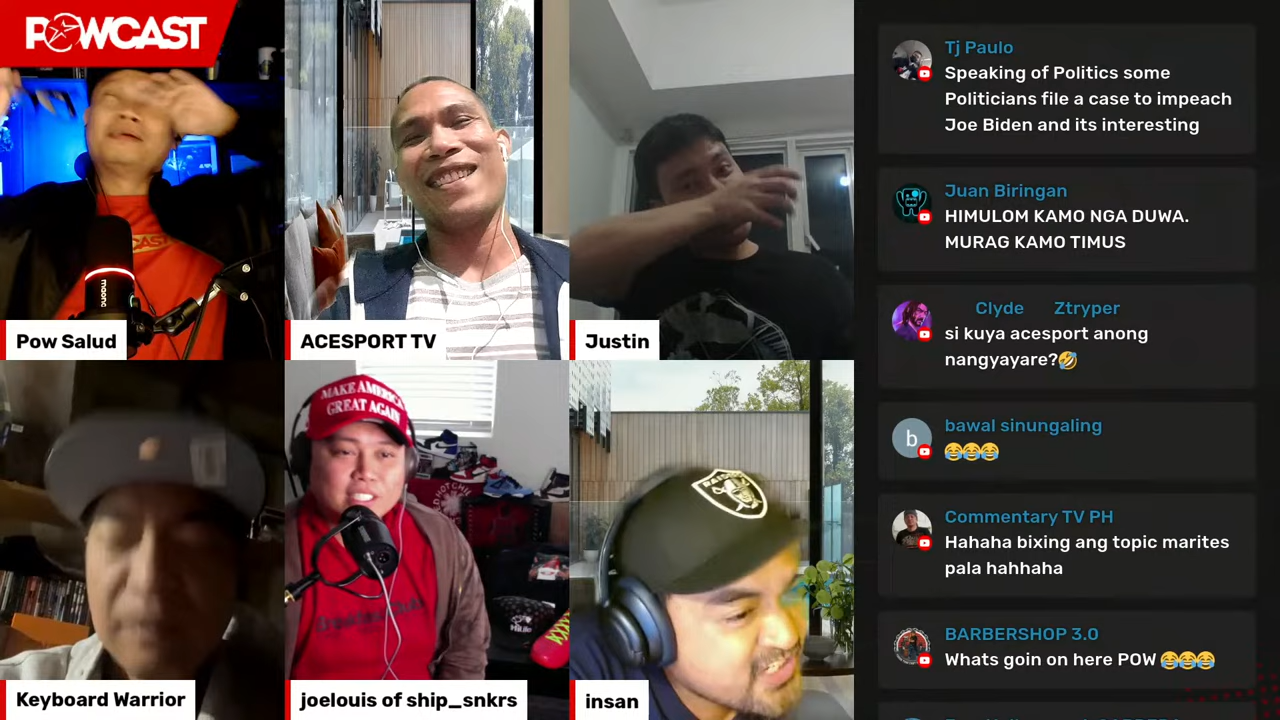 POWCAST
Pow Salud
ACESPORT TV
Justin
MAKE AMERICA
GREAT AGAIN
RAIDERS
maono
Keyboard Warrior
joelouis of ship_snkrs
insan
Tj Paulo
Speaking of Politics some
Politicians file a case to impeach
Joe Biden and its interesting
Juan Biringan
HIMULOM KAMO NGA DUWA.
MURAG KAMO TIMUS
Clyde Ztryper
si kuya acesport anong
nangyayare?🤣
b
bawal sinungaling
😂😂😂
Commentary TV PH
Hahaha bixing ang topic marites
pala hahhaha
BARBERSHOP 3.0
Whats goin on here POW 😂😂😂